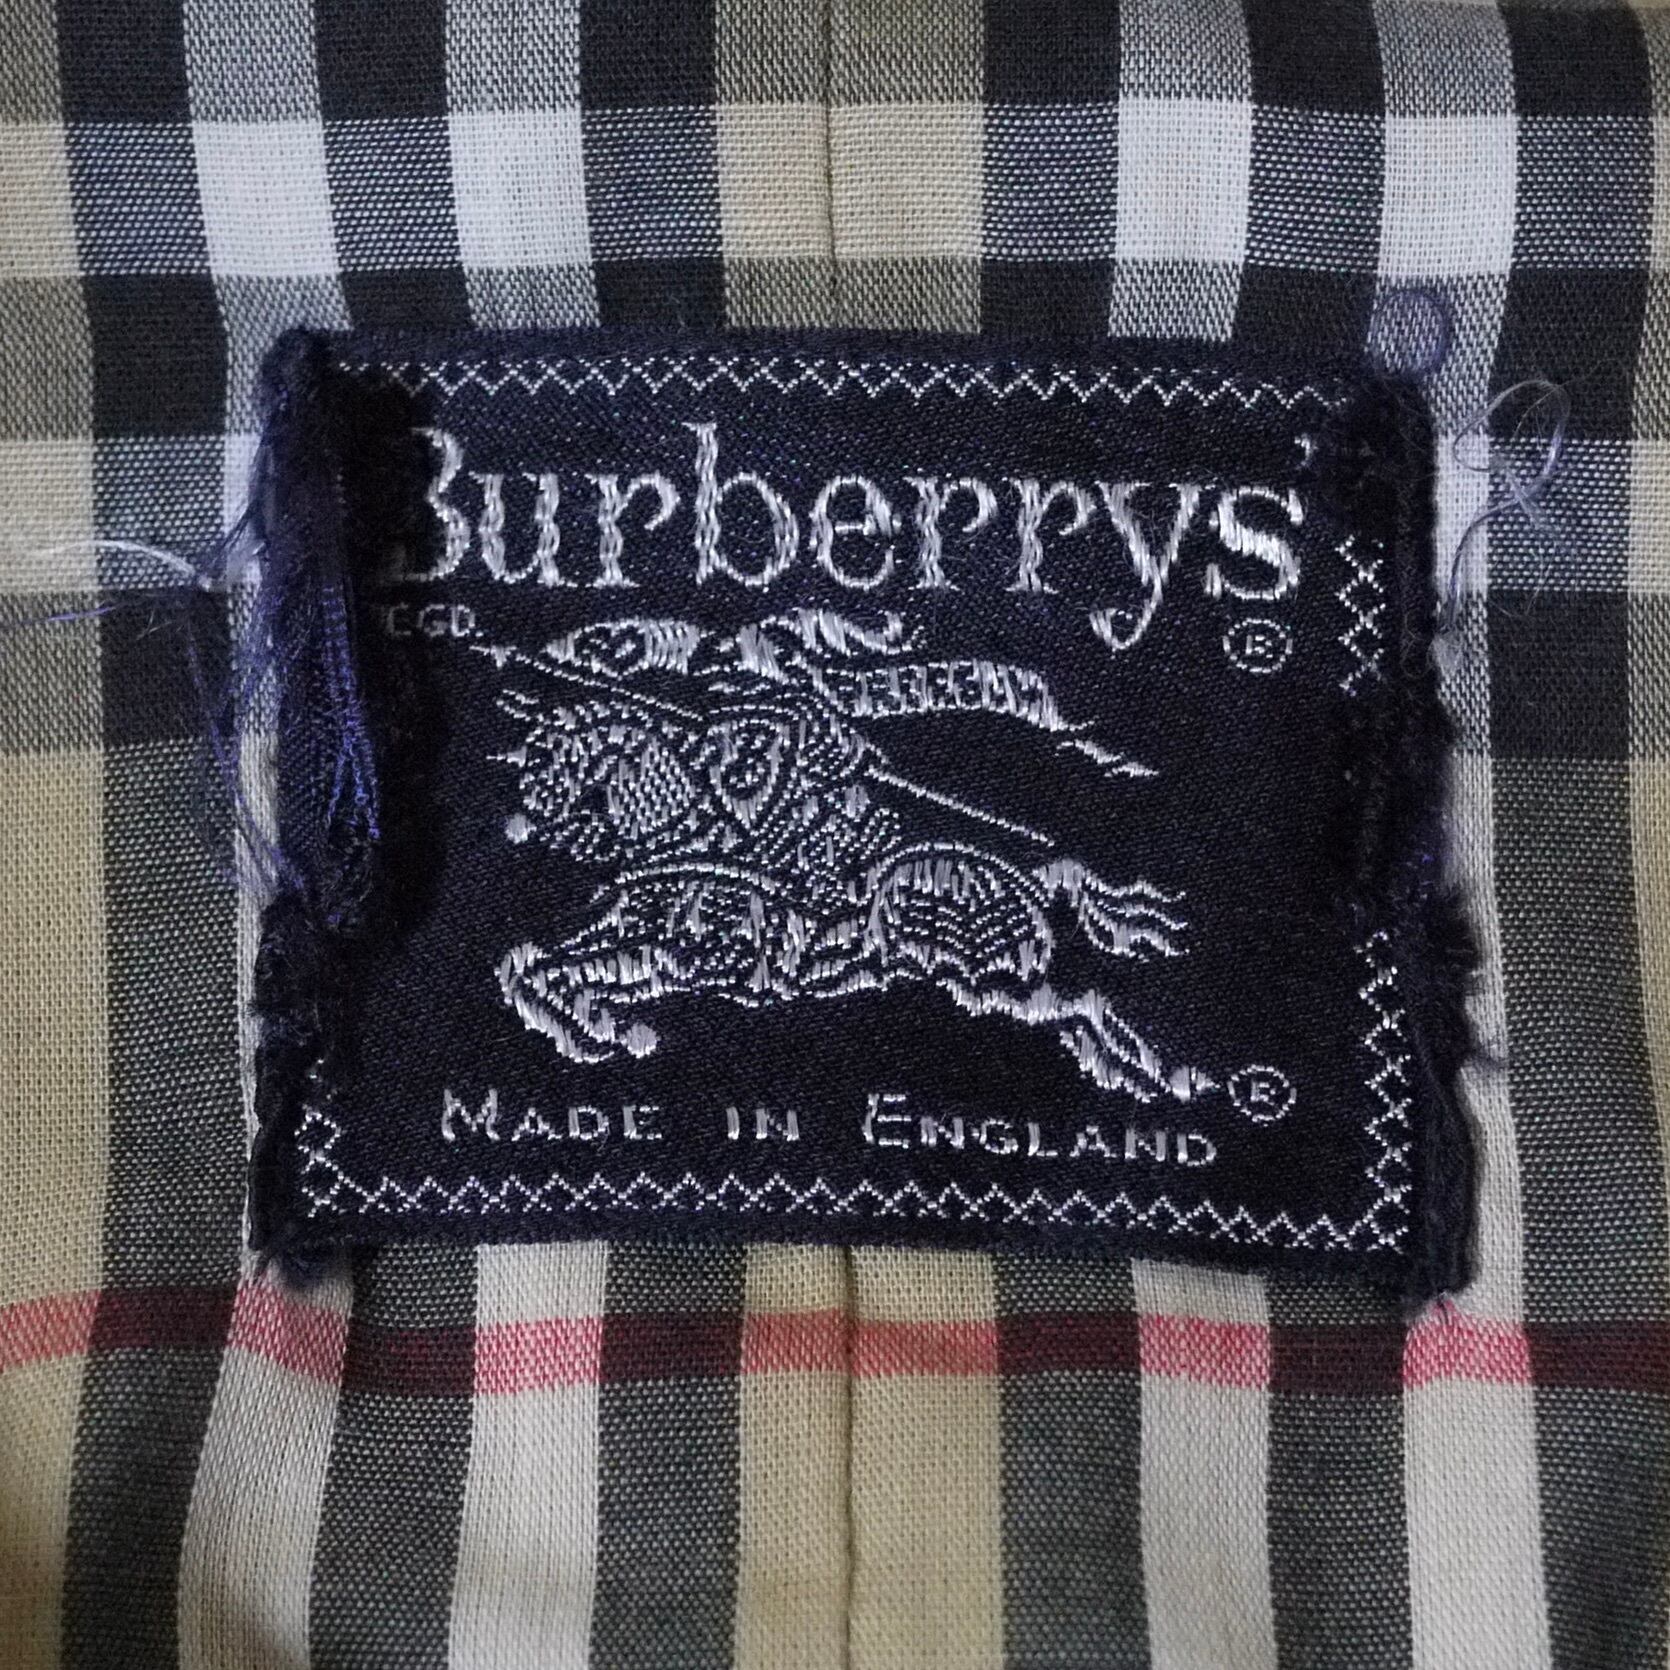 Burberrys'
REGD.
®
®
MADE IN ENGLAND